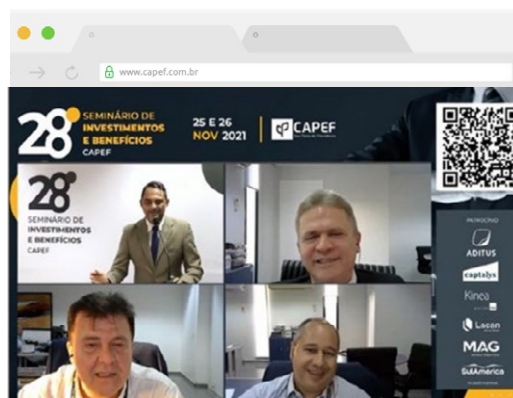 www.capef.com.br
28º
SEMINÁRIO DE
INVESTIMENTOS
E BENEFÍCIOS
CAPEF
25 E 26
NOV 2021
CAPEF
28º
SEMINÁRIO DE
INVESTIMENTOS
E BENEFÍCIOS
CAPEF
PATROCÍNIO
ADITUS
captalys
Kinea
Lacan
MAG
SulAmérica